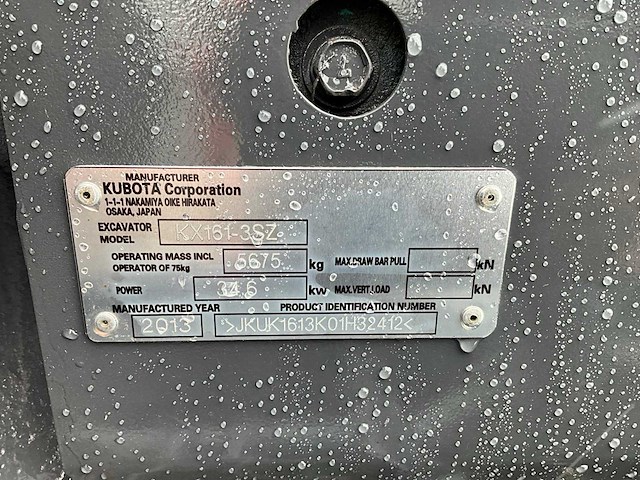 MANUFACTURER
KUBOTA Corporation
1-1-1 NAKAMIYA OIKE HIRAKATA
OSAKA, JAPAN
EXCAVATOR MODEL KX161-3SZ
OPERATING MASS INCL OPERATOR OF 75kg 5675 kg MAX.DRAW BAR PULL kN
POWER 34.6 kw MAX.VERT.LOAD kN
MANUFACTURED YEAR PRODUCT IDENTIFICATION NUMBER
2013 >JKUK1613K01H32412<